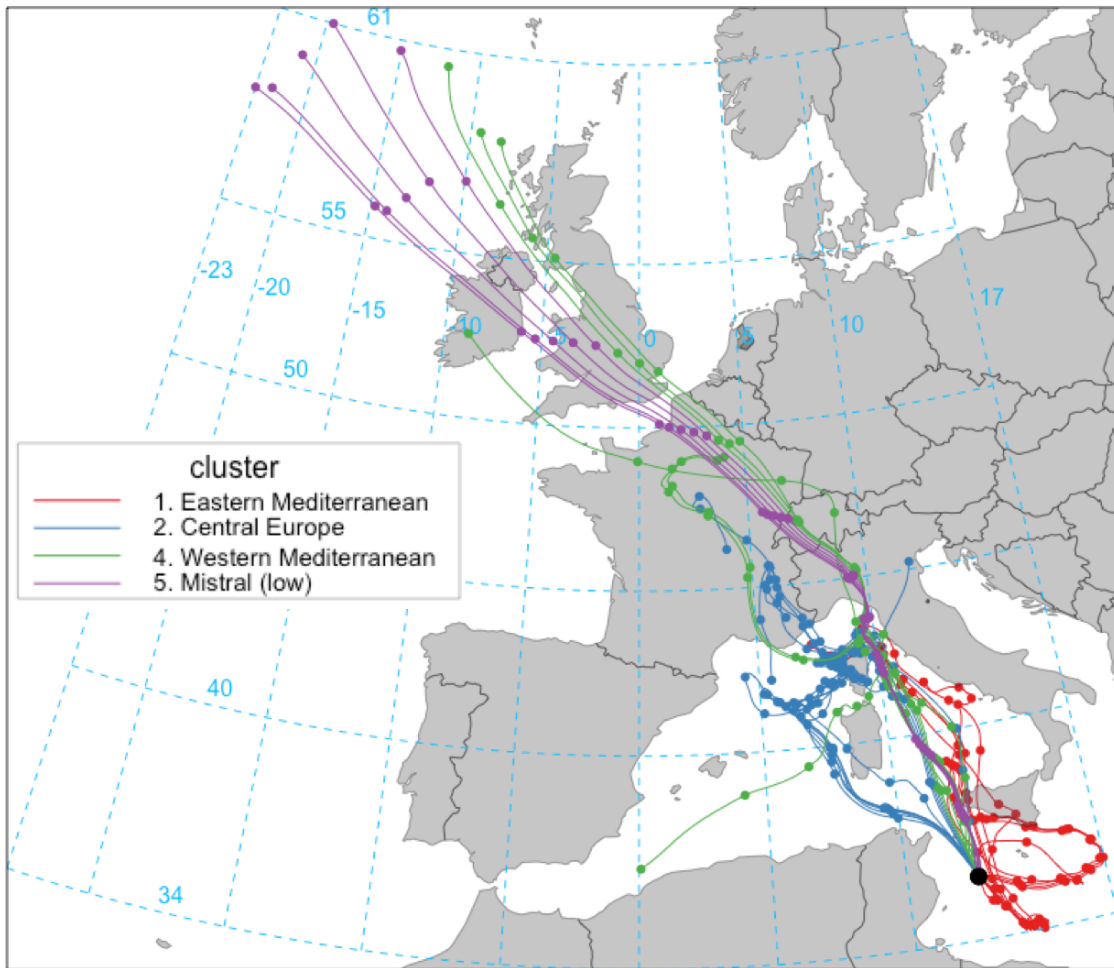 61
55
-23
-20
-15
-10
-5
0
5
10
17
50
cluster
1. Eastern Mediterranean
2. Central Europe
4. Western Mediterranean
5. Mistral (low)
40
34